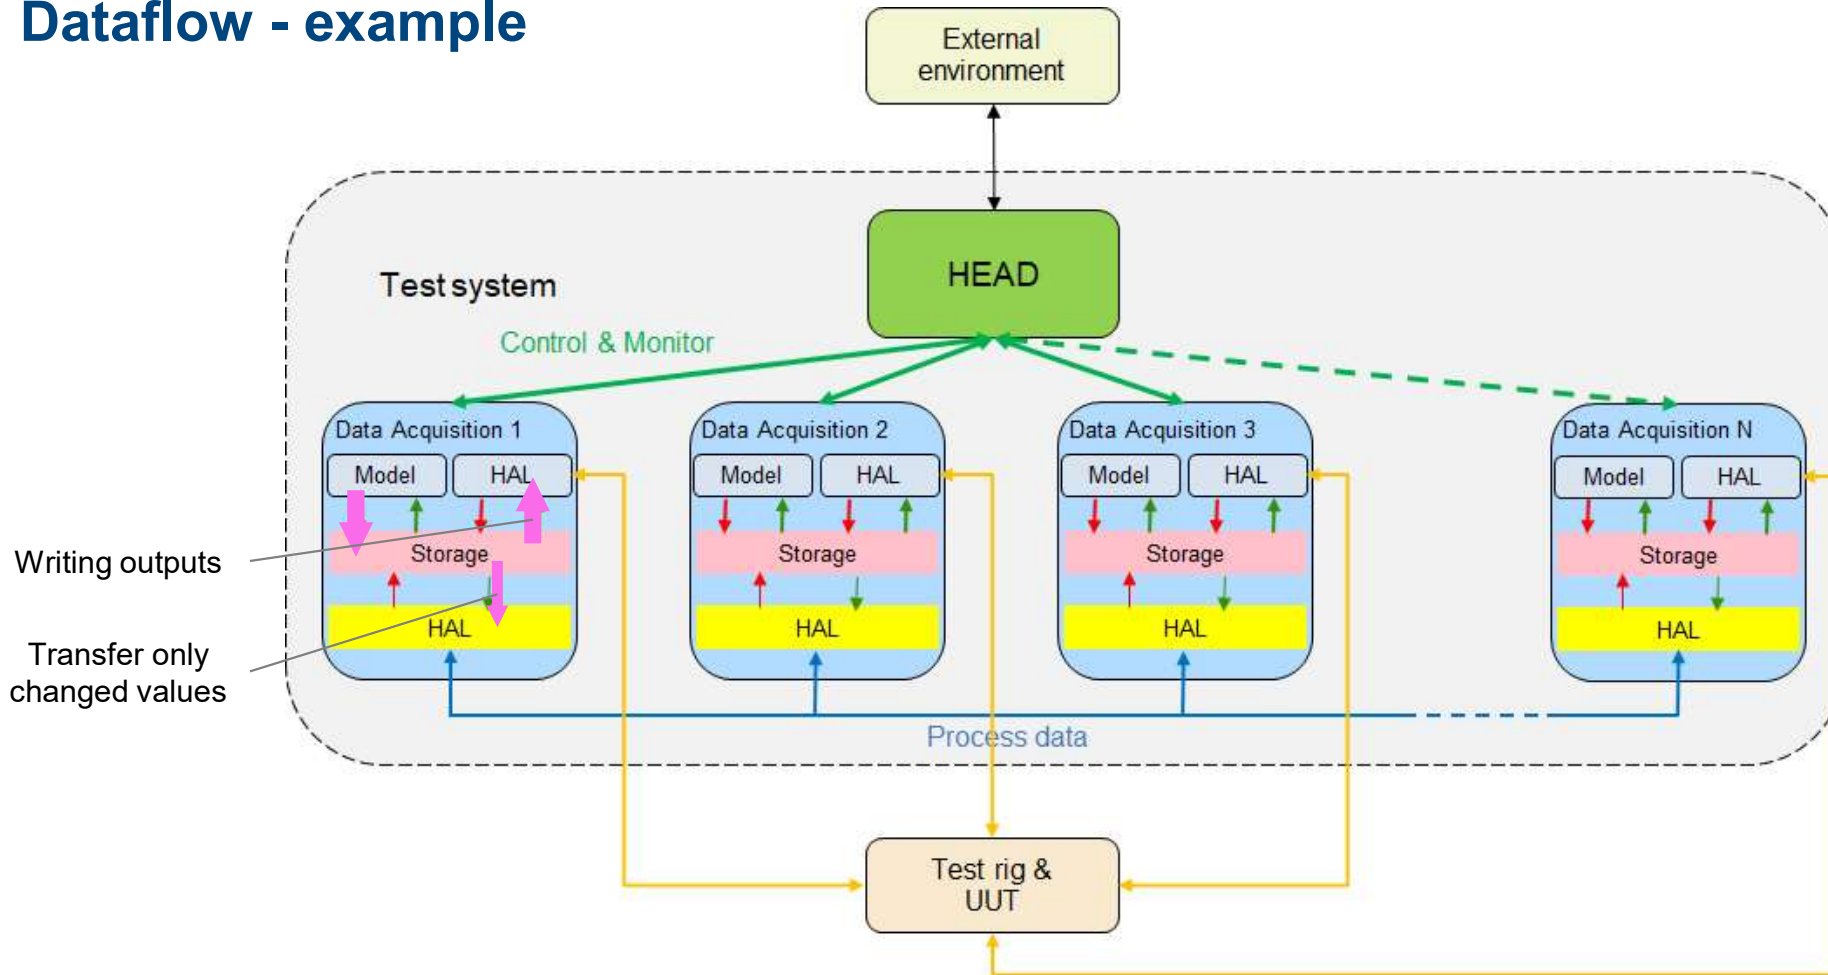 Dataflow - example
External
environment
HEAD
Test system
Control & Monitor
Data Acquisition 1
Model
HAL
Storage
HAL
Data Acquisition 2
Model
HAL
Storage
HAL
Data Acquisition 3
Model
HAL
Storage
HAL
Data Acquisition N
Model
HAL
Storage
HAL
Writing outputs
Transfer only
changed values
Process data
Test rig &
UUT